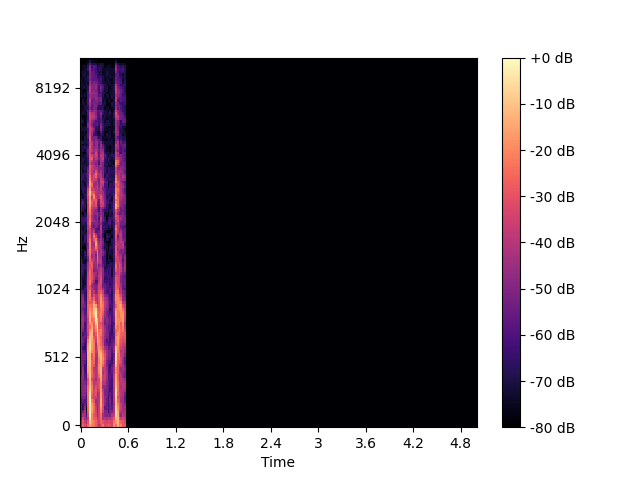 +0 dB
8192
-10 dB
4096
-20 dB
-30 dB
2048
Hz
-40 dB
1024
-50 dB
512
-60 dB
-70 dB
0
-80 dB
0 0.6 1.2 1.8 2.4 3 3.6 4.2 4.8
Time